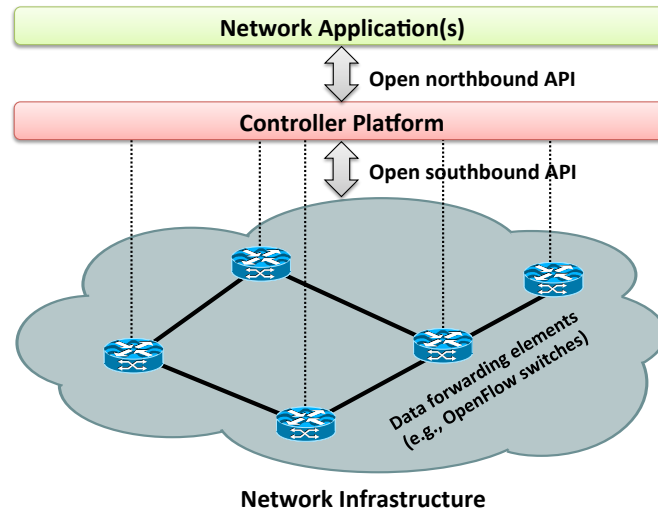 Network Application(s)
Open northbound API
Controller Platform
Open southbound API
Data forwarding elements
(e.g., OpenFlow switches)
Network Infrastructure